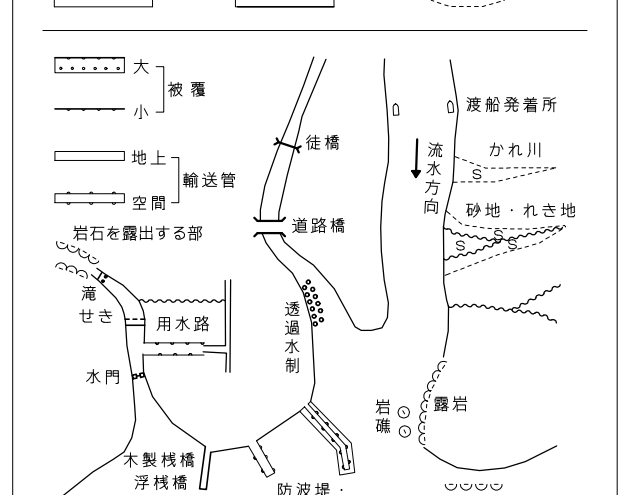 大
被覆
小
地上
輸送管
空間
岩石を露出する部
滝
せき
用水路
水門
木製桟橋
浮桟橋
徒橋
道路橋
透過水制
渡船発着所
流水方向
かれ川
S
砂地・れき地
S
S
S
岩礁
露岩
防波堤・